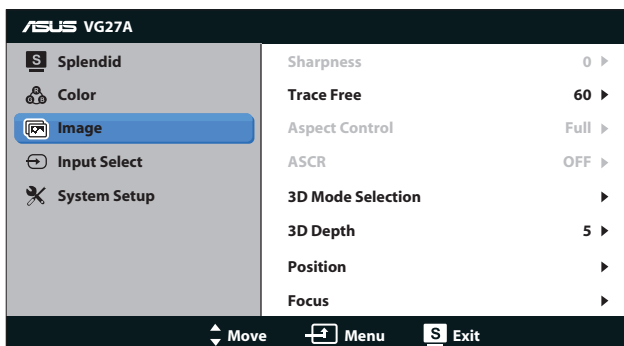 ASUS VG27A
S Splendid
Color
Image
Input Select
System Setup
Sharpness 0
Trace Free 60
Aspect Control Full
ASCR OFF
3D Mode Selection
3D Depth 5
Position
Focus
Move Menu S Exit